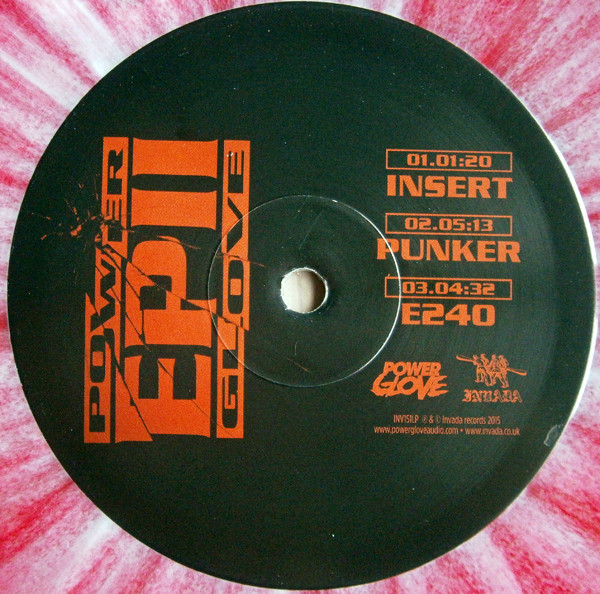 POWER
EPII
GLOVE
01.01:20
INSERT
02.05:13
PUNKER
03.04:32
E240
POWER
GLOVE
INVADA
INV151LP ℗ & © Invada records 2015
www.powergloveaudio.com • www.invada.co.uk